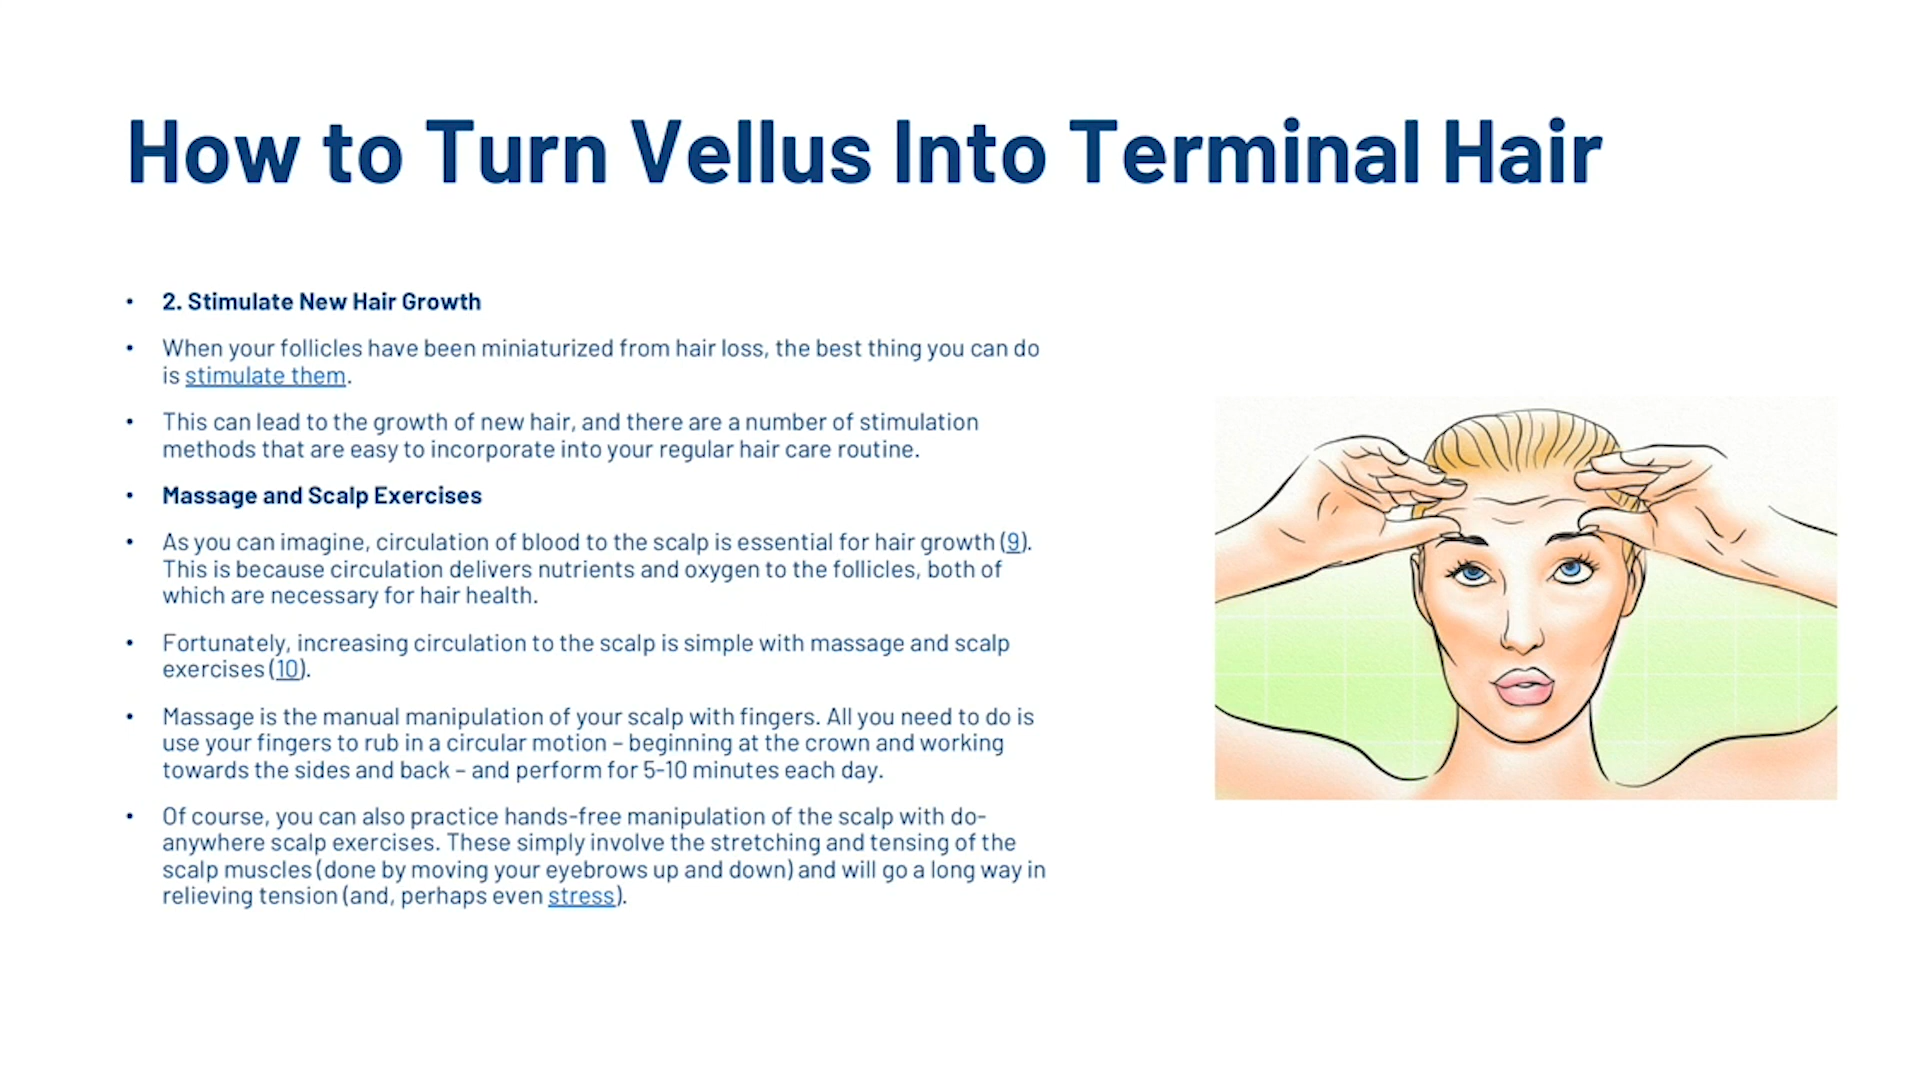 How to Turn Vellus Into Terminal Hair
• 2. Stimulate New Hair Growth
• When your follicles have been miniaturized from hair loss, the best thing you can do
is stimulate them.
• This can lead to the growth of new hair, and there are a number of stimulation
methods that are easy to incorporate into your regular hair care routine.
• Massage and Scalp Exercises
• As you can imagine, circulation of blood to the scalp is essential for hair growth (9).
This is because circulation delivers nutrients and oxygen to the follicles, both of
which are necessary for hair health.
• Fortunately, increasing circulation to the scalp is simple with massage and scalp
exercises (10).
• Massage is the manual manipulation of your scalp with fingers. All you need to do is
use your fingers to rub in a circular motion – beginning at the crown and working
towards the sides and back – and perform for 5-10 minutes each day.
• Of course, you can also practice hands-free manipulation of the scalp with do-
anywhere scalp exercises. These simply involve the stretching and tensing of the
scalp muscles (done by moving your eyebrows up and down) and will go a long way in
relieving tension (and, perhaps even stress).